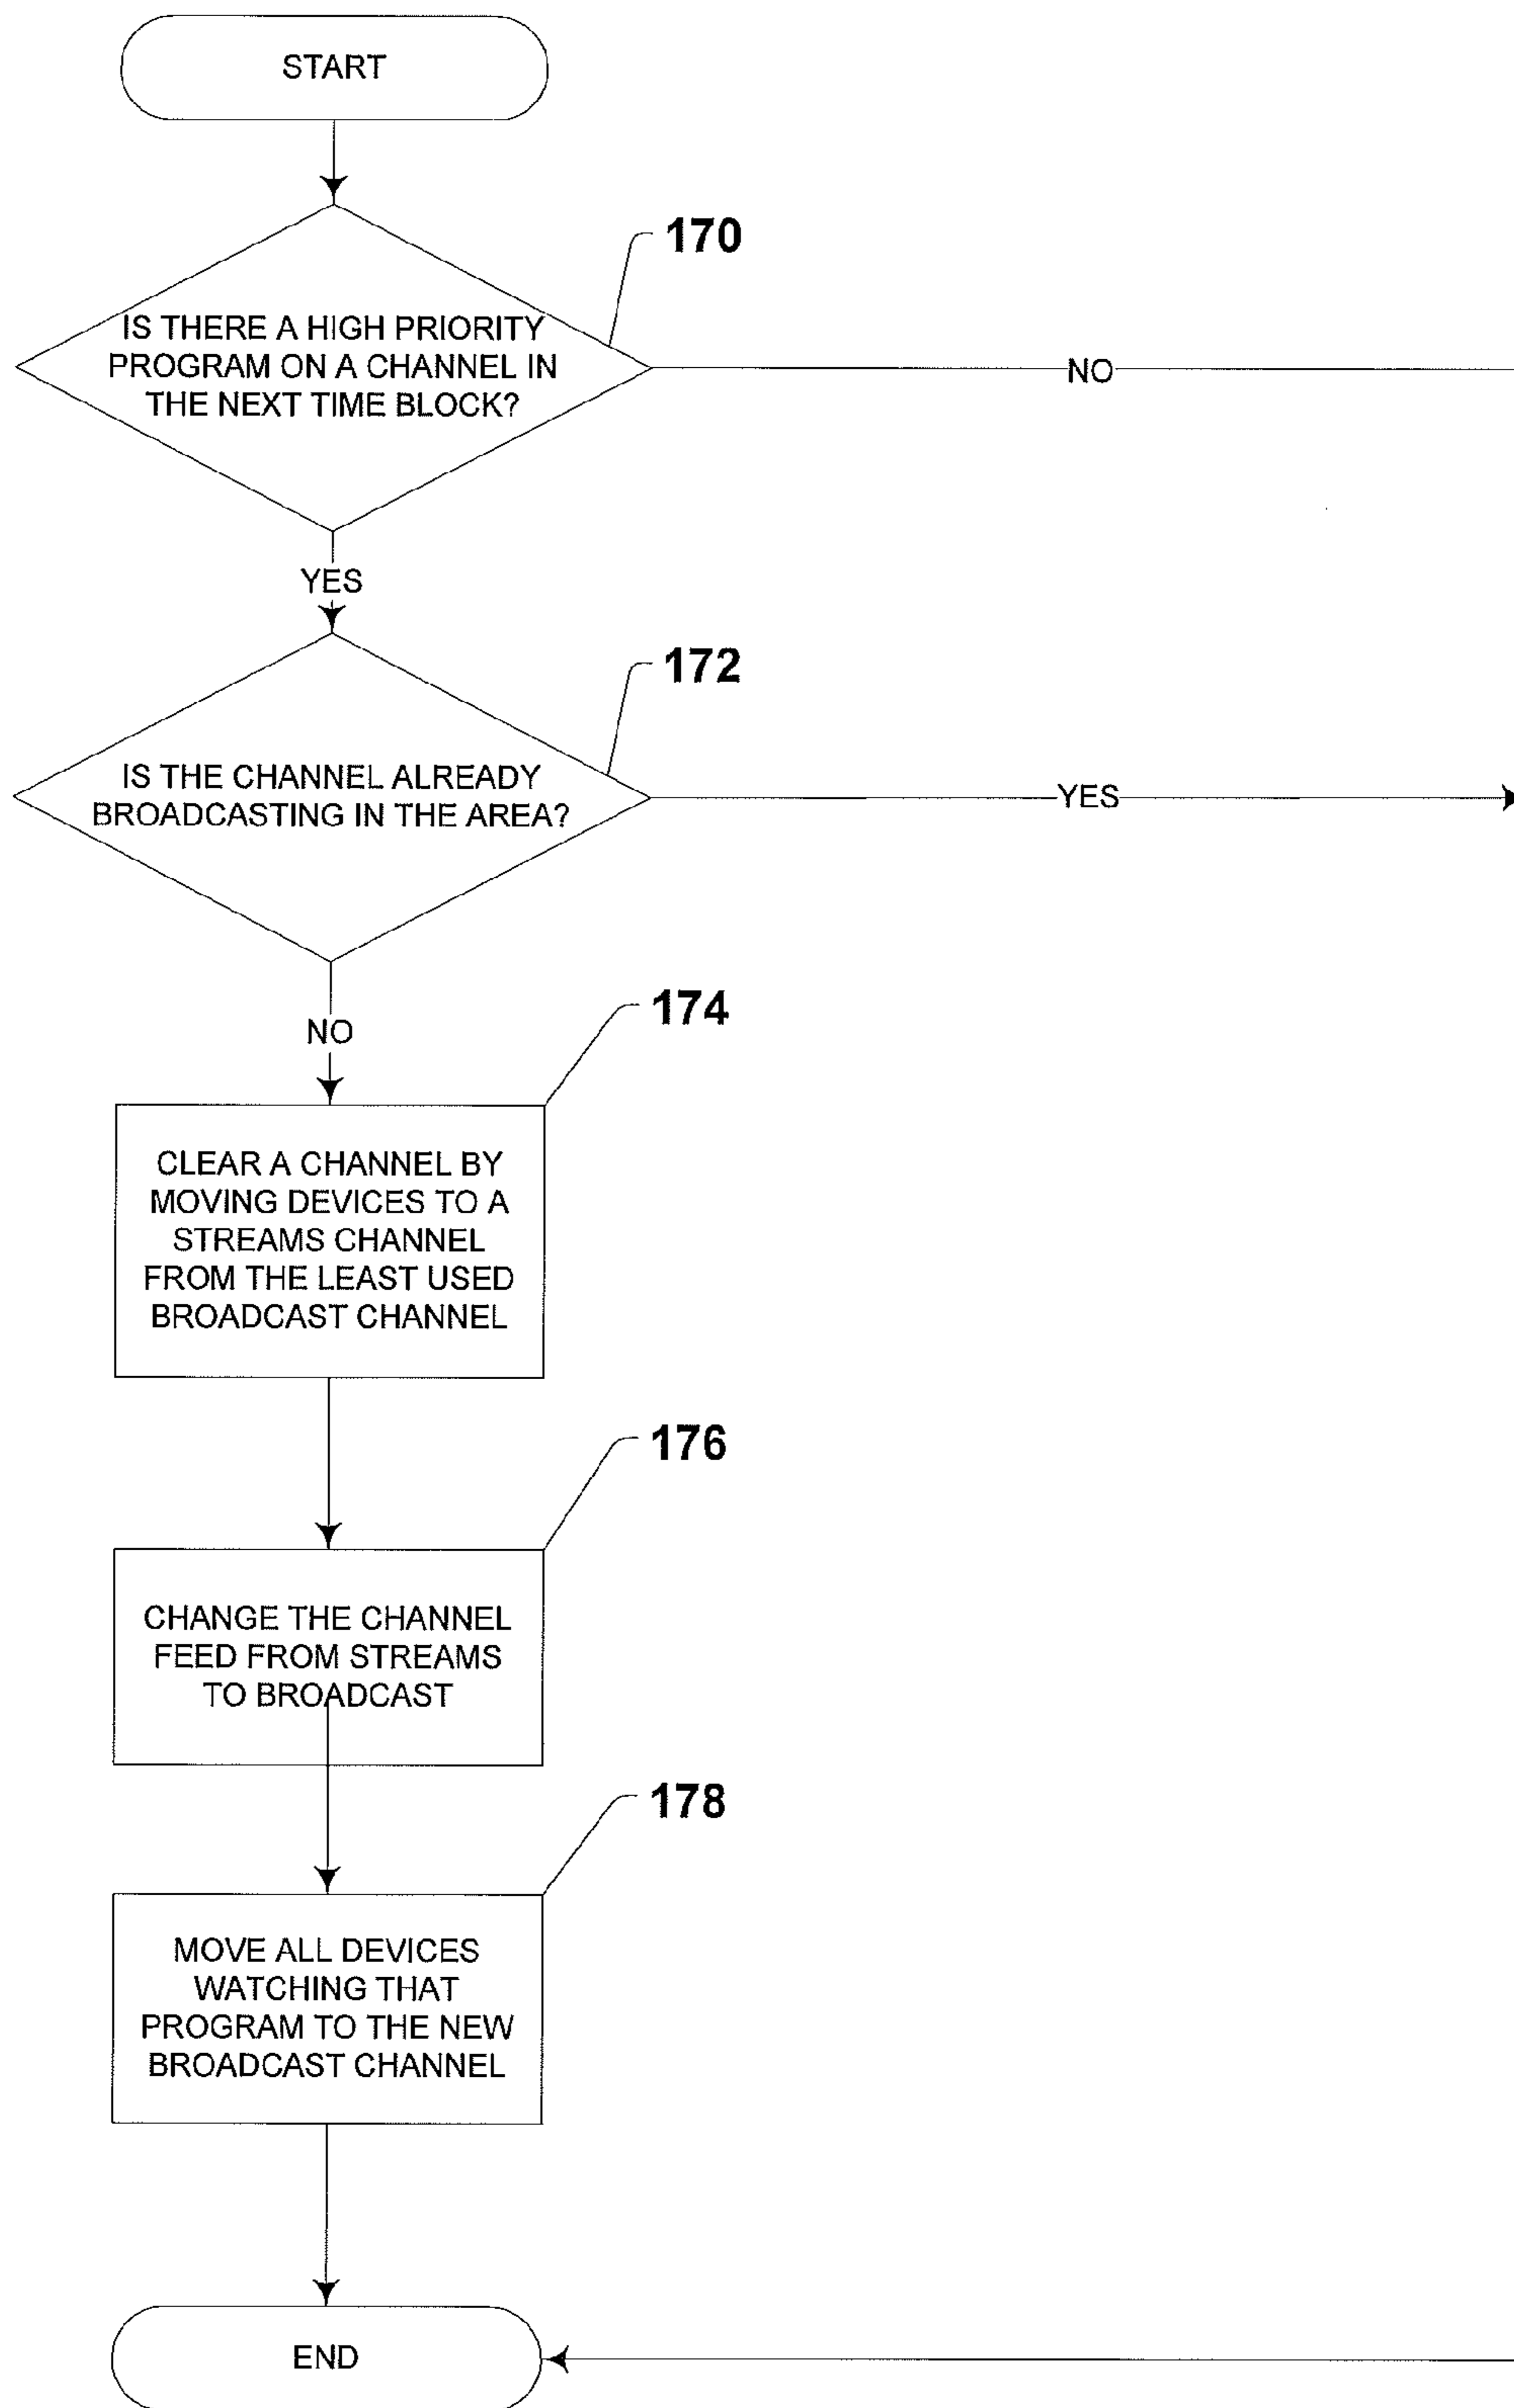 START
170
IS THERE A HIGH PRIORITY
PROGRAM ON A CHANNEL IN
THE NEXT TIME BLOCK?
NO
YES
172
IS THE CHANNEL ALREADY
BROADCASTING IN THE AREA?
YES
NO
174
CLEAR A CHANNEL BY
MOVING DEVICES TO A
STREAMS CHANNEL
FROM THE LEAST USED
BROADCAST CHANNEL
176
CHANGE THE CHANNEL
FEED FROM STREAMS
TO BROADCAST
178
MOVE ALL DEVICES
WATCHING THAT
PROGRAM TO THE NEW
BROADCAST CHANNEL
END